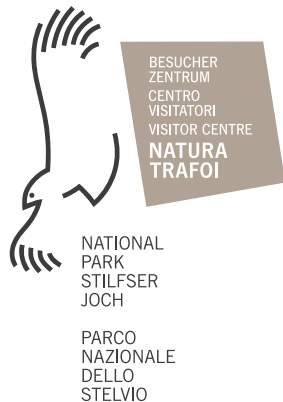 BESUCHER
ZENTRUM
CENTRO
VISITATORI
VISITOR CENTRE
NATURA
TRAFOI
NATIONAL
PARK
STILFSER
JOCH
PARCO
NAZIONALE
DELLO
STELVIO